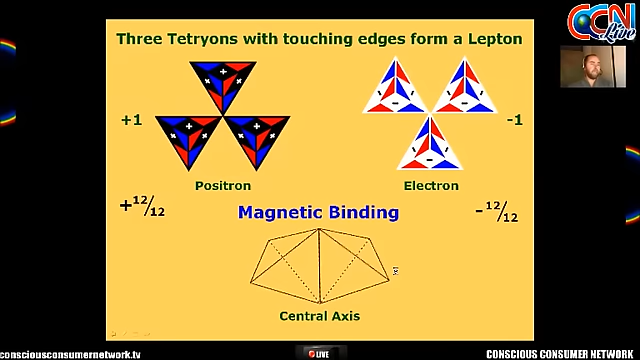 CCN
Live
Three Tetryons with touching edges form a Lepton
+1
-1
Positron
Electron
+12/12
-12/12
Magnetic Binding
Central Axis
consciousconsumernetwork.tv
LIVE
CONSCIOUS CONSUMER NETWORK